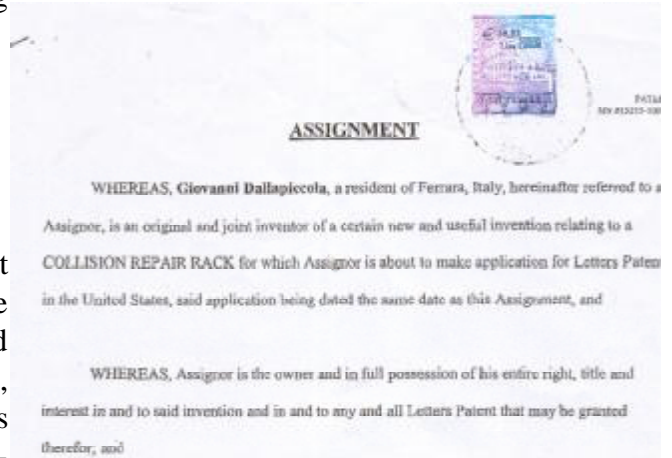 ASSIGNMENT
WHEREAS, Giovanni Dallapiccola, a resident of Ferrara, Italy, hereinafter referred to a
Assignor, is an original and joint inventor of a certain new and useful invention relating to a
COLLISION REPAIR RACK for which Assignor is about to make application for Letters Patent
in the United States, said application being dated the same date as this Assignment, and
WHEREAS, Assignor is the owner and in full possession of his entire right, title and
interest in and to said invention and in and to any and all Letters Patent that may be granted
therefor, and